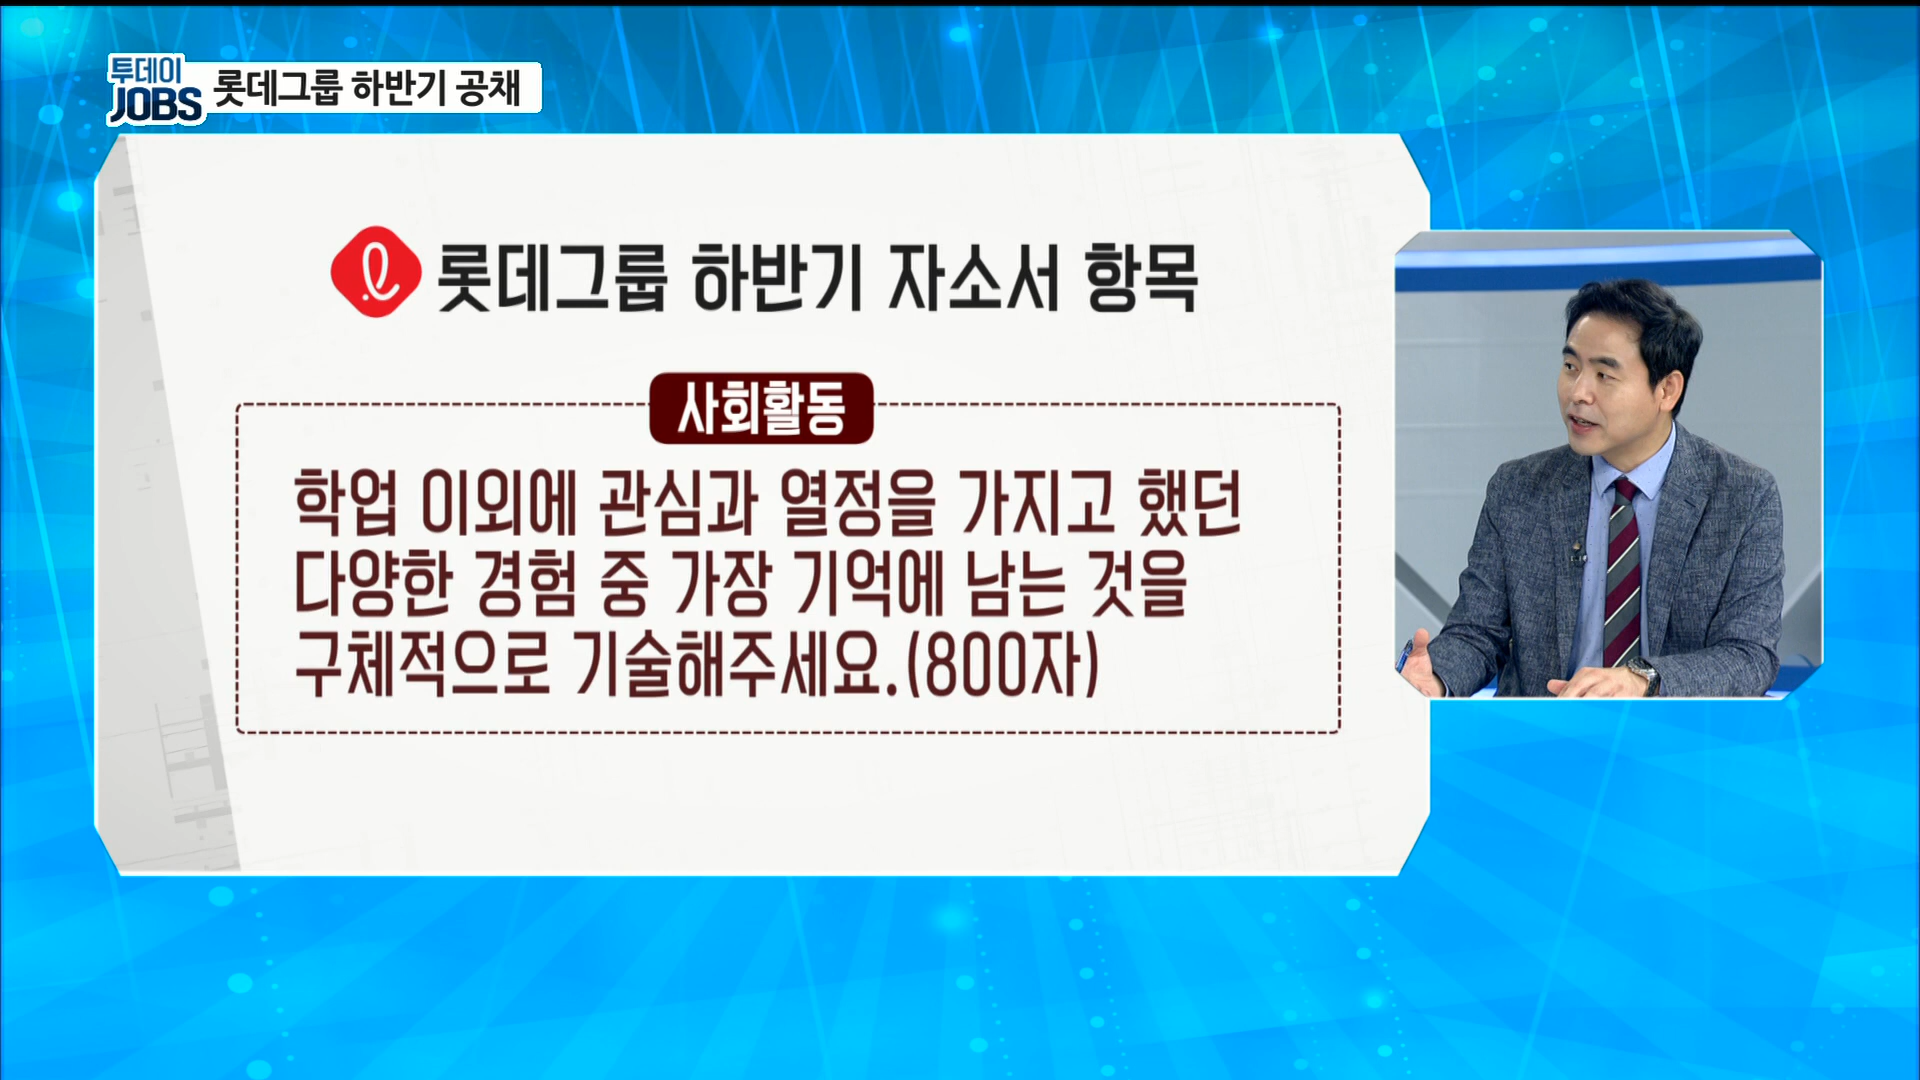 투데이
JOBS
롯데그룹 하반기 공채
롯데그룹 하반기 자소서 항목
사회활동
학업 이외에 관심과 열정을 가지고 했던
다양한 경험 중 가장 기억에 남는 것을
구체적으로 기술해주세요.(800자)